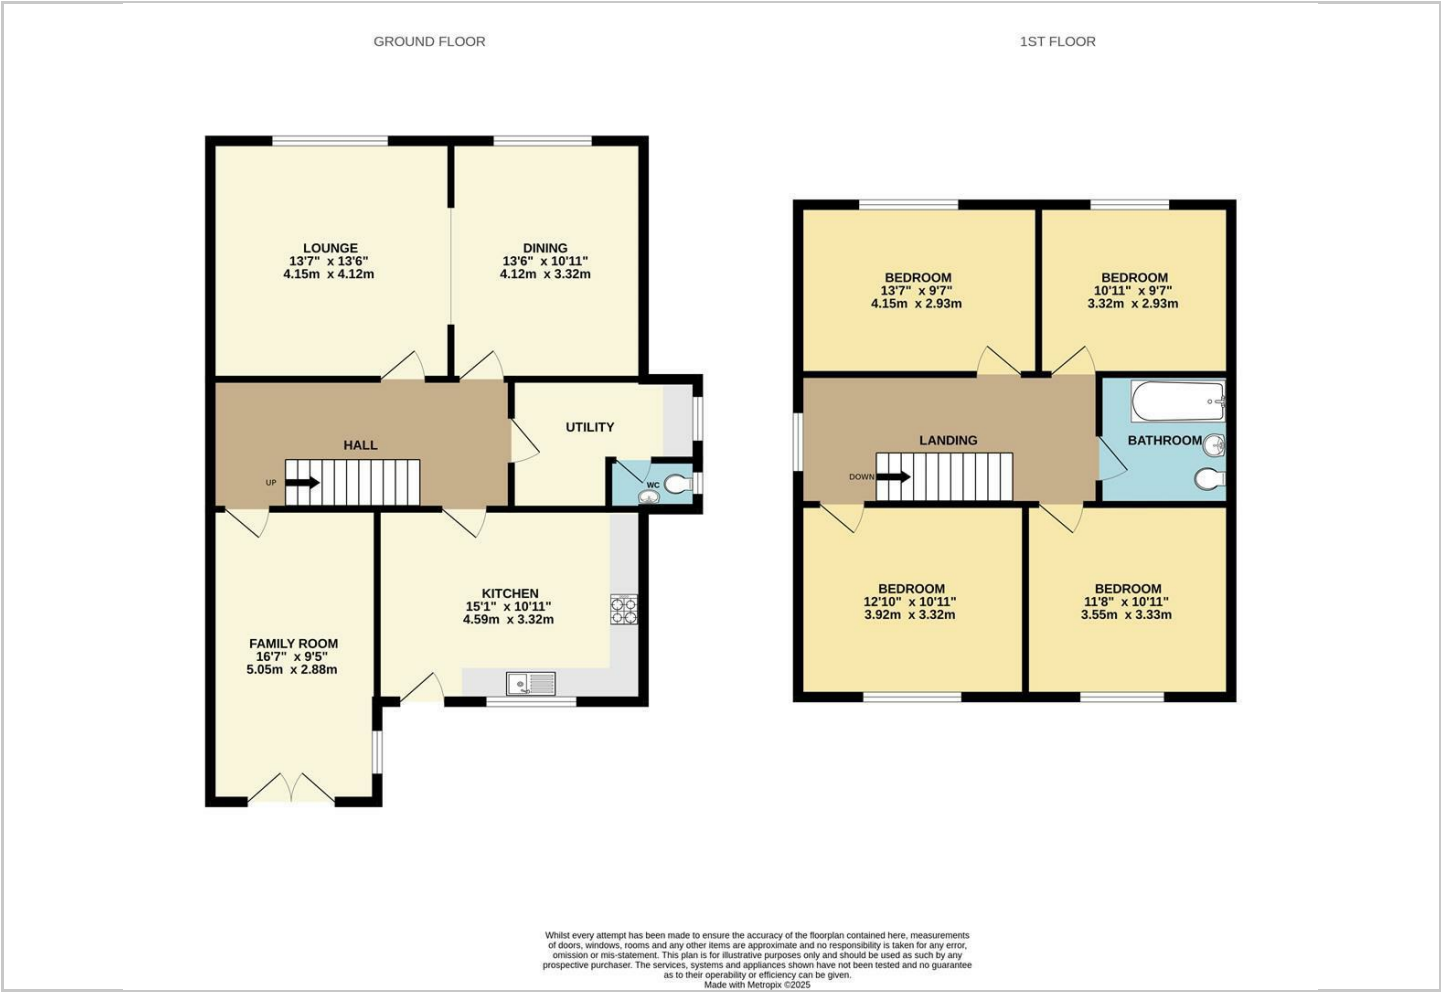 GROUND FLOOR
LOUNGE
13'7" x 13'6"
4.15m x 4.12m
DINING
13'6" x 10'11"
4.12m x 3.32m
UTILITY
HALL
UP
WC
KITCHEN
15'1" x 10'11"
4.59m x 3.32m
FAMILY ROOM
16'7" x 9'5"
5.05m x 2.88m
1ST FLOOR
BEDROOM
13'7" x 9'7"
4.15m x 2.93m
BEDROOM
10'11" x 9'7"
3.32m x 2.93m
LANDING
BATHROOM
DOWN
BEDROOM
12'10" x 10'11"
3.92m x 3.32m
BEDROOM
11'8" x 10'11"
3.55m x 3.33m
Whilst every attempt has been made to ensure the accuracy of the floorplan contained here, measurements
of doors, windows, rooms and any other items are approximate and no responsibility is taken for any error,
omission or mis-statement. This plan is for illustrative purposes only and should be used as such by any
prospective purchaser. The services, systems and appliances shown have not been tested and no guarantee
as to their operability or efficiency can be given.
Made with Metropix ©2025